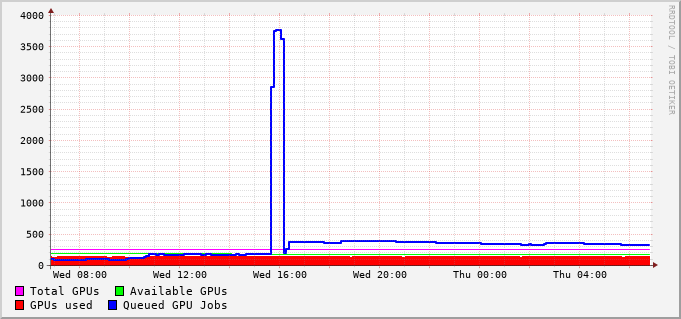 4000
3500
3000
2500
2000
1500
1000
500
0
Wed 08:00 Wed 12:00 Wed 16:00 Wed 20:00 Thu 00:00 Thu 04:00
Total GPUs Available GPUs
GPUs used Queued GPU Jobs
RRDTOOL / TOBI OETIKER